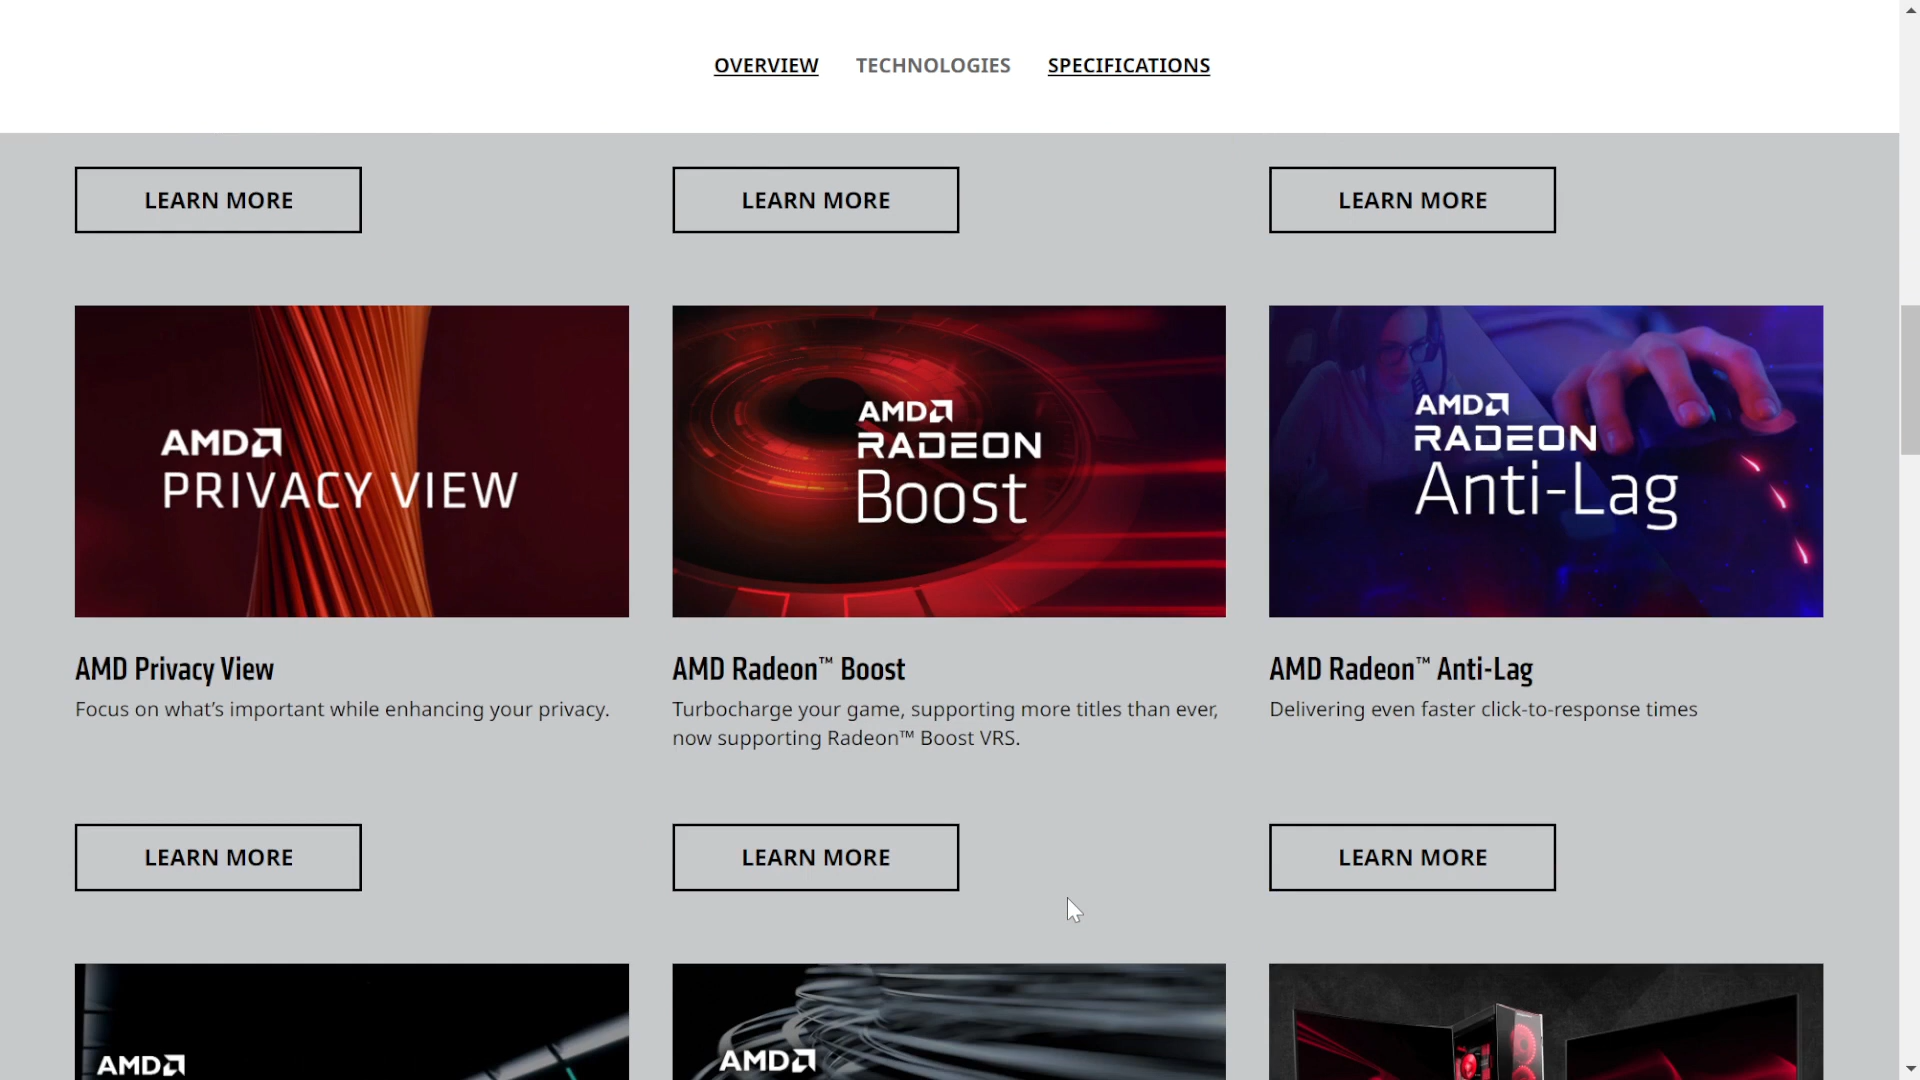 OVERVIEW TECHNOLOGIES SPECIFICATIONS
LEARN MORE LEARN MORE LEARN MORE
AMD
PRIVACY VIEW
AMD
RADEON
Boost
AMD
RADEON
Anti-Lag
AMD Privacy View
Focus on what’s important while enhancing your privacy.
AMD Radeon™ Boost
Turbocharge your game, supporting more titles than ever,
now supporting Radeon™ Boost VRS.
AMD Radeon™ Anti-Lag
Delivering even faster click-to-response times
LEARN MORE LEARN MORE LEARN MORE
AMD
AMD